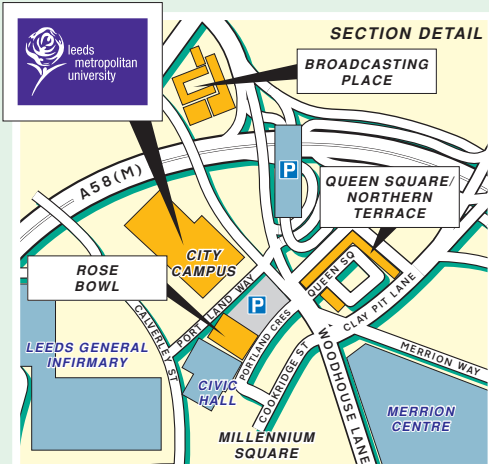 leeds
metropolitan
university
SECTION DETAIL
BROADCASTING
PLACE
A58(M)
P
QUEEN SQUARE/
NORTHERN
TERRACE
CITY
CAMPUS
QUEEN SQ
ROSE
BOWL
PORTLAND WAY
P
CLAY PIT LANE
CALVERLEY ST
PORTLAND CRES
LEEDS GENERAL
INFIRMARY
COOKRIDGE ST
WOODHOUSE LANE
MERRION WAY
CIVIC
HALL
MERRION
CENTRE
MILLENNIUM
SQUARE